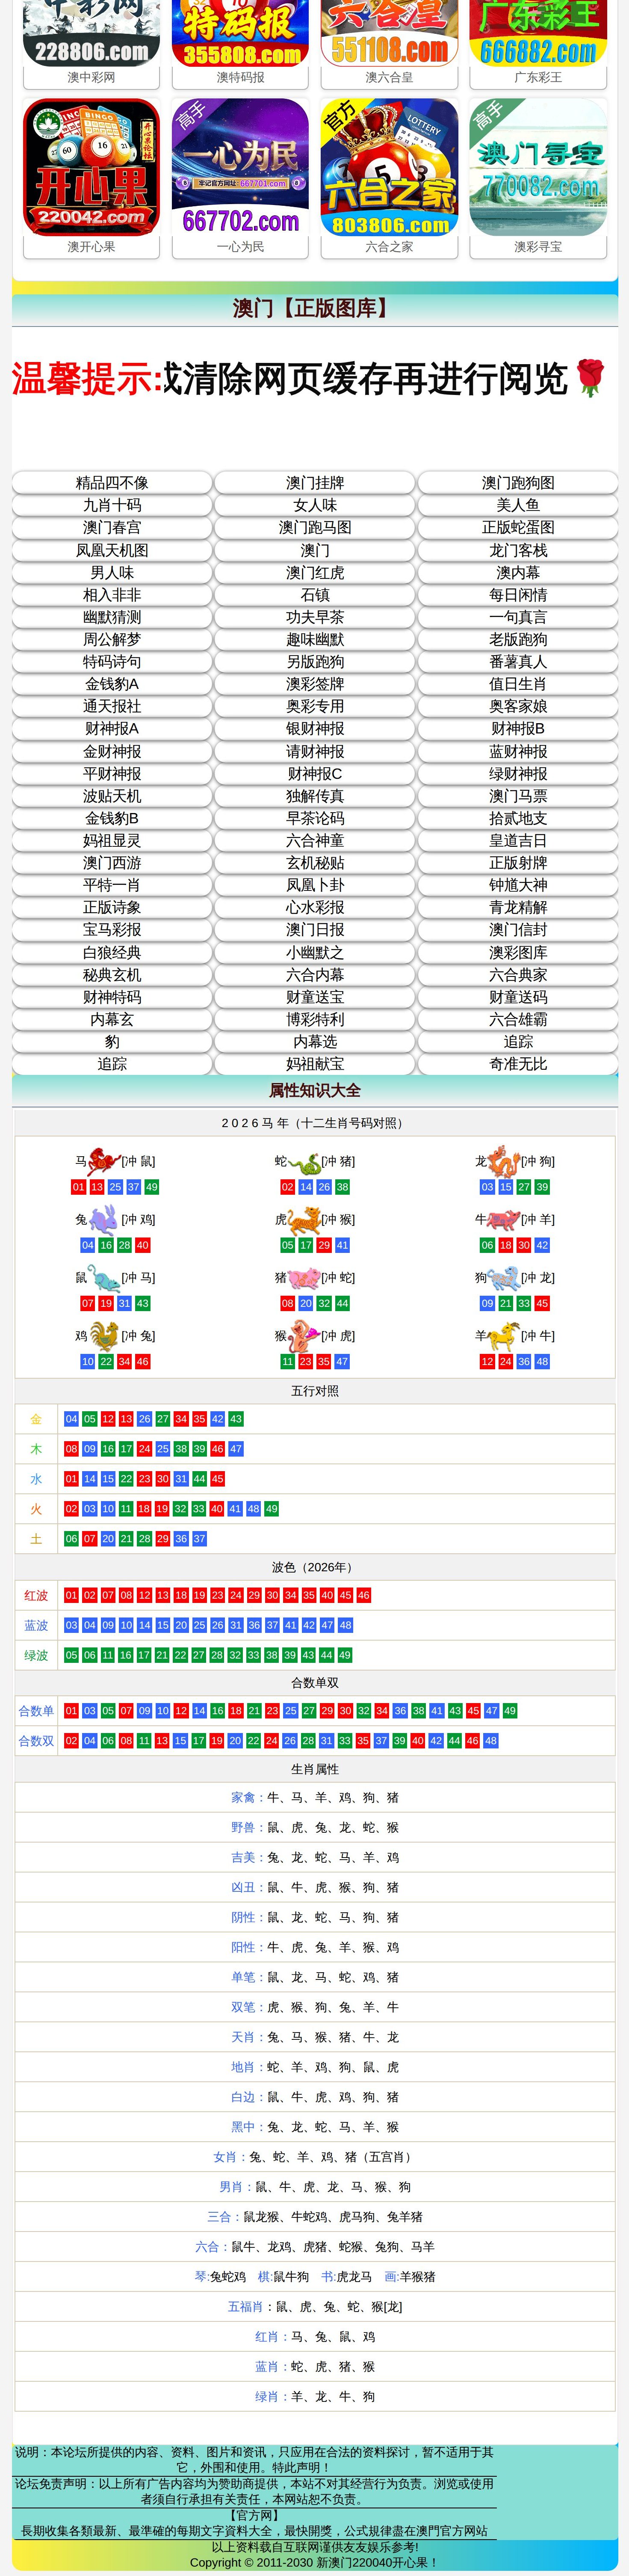 228806.com
特码报
355808.com
六合皇
551108.com
广东彩王
666882.com
澳中彩网
澳特码报
澳六合皇
广东彩王
BINGO
开心果
220042.com
高手
一心为民
牢记官方网址 667701.com
667702.com
官方
LOTTERY
六合之家
803806.com
高手
澳门寻宝
770082.com
澳开心果
一心为民
六合之家
澳彩寻宝
澳门【正版图库】
温馨提示:或清除网页缓存再进行阅览🌹
精品四不像 澳门挂牌 澳门跑狗图
九肖十码 女人味 美人鱼
澳门春宫 澳门跑马图 正版蛇蛋图
凤凰天机图 澳门 龙门客栈
男人味 澳门红虎 澳内幕
相入非非 石镇 每日闲情
幽默猜测 功夫早茶 一句真言
周公解梦 趣味幽默 老版跑狗
特码诗句 另版跑狗 番薯真人
金钱豹A 澳彩签牌 值日生肖
通天报社 奥彩专用 奥客家娘
财神报A 银财神报 财神报B
金财神报 请财神报 蓝财神报
平财神报 财神报C 绿财神报
波贴天机 独解传真 澳门马票
金钱豹B 早茶论码 拾贰地支
妈祖显灵 六合神童 皇道吉日
澳门西游 玄机秘贴 正版射牌
平特一肖 凤凰卜卦 钟馗大神
正版诗象 心水彩报 青龙精解
宝马彩报 澳门日报 澳门信封
白狼经典 小幽默之 澳彩图库
秘典玄机 六合内幕 六合典家
财神特码 财童送宝 财童送码
内幕玄 博彩特利 六合雄霸
豹 内幕选 追踪
追踪 妈祖献宝 奇准无比
属性知识大全
2 0 2 6 马 年（十二生肖号码对照）
马 [冲 鼠] 蛇 [冲 猪] 龙 [冲 狗]
01 13 25 37 49 02 14 26 38 03 15 27 39
兔 [冲 鸡] 虎 [冲 猴] 牛 [冲 羊]
04 16 28 40 05 17 29 41 06 18 30 42
鼠 [冲 马] 猪 [冲 蛇] 狗 [冲 龙]
07 19 31 43 08 20 32 44 09 21 33 45
鸡 [冲 兔] 猴 [冲 虎] 羊 [冲 牛]
10 22 34 46 11 23 35 47 12 24 36 48
五行对照
金 04 05 12 13 26 27 34 35 42 43
木 08 09 16 17 24 25 38 39 46 47
水 01 14 15 22 23 30 31 44 45
火 02 03 10 11 18 19 32 33 40 41 48 49
土 06 07 20 21 28 29 36 37
波色（2026年）
红波 01 02 07 08 12 13 18 19 23 24 29 30 34 35 40 45 46
蓝波 03 04 09 10 14 15 20 25 26 31 36 37 41 42 47 48
绿波 05 06 11 16 17 21 22 27 28 32 33 38 39 43 44 49
合数单双
合数单 01 03 05 07 09 10 12 14 16 18 21 23 25 27 29 30 32 34 36 38 41 43 45 47 49
合数双 02 04 06 08 11 13 15 17 19 20 22 24 26 28 31 33 35 37 39 40 42 44 46 48
生肖属性
家禽：牛、马、羊、鸡、狗、猪
野兽：鼠、虎、兔、龙、蛇、猴
吉美：兔、龙、蛇、马、羊、鸡
凶丑：鼠、牛、虎、猴、狗、猪
阴性：鼠、龙、蛇、马、狗、猪
阳性：牛、虎、兔、羊、猴、鸡
单笔：鼠、龙、马、蛇、鸡、猪
双笔：虎、猴、狗、兔、羊、牛
天肖：兔、马、猴、猪、牛、龙
地肖：蛇、羊、鸡、狗、鼠、虎
白边：鼠、牛、虎、鸡、狗、猪
黑中：兔、龙、蛇、马、羊、猴
女肖：兔、蛇、羊、鸡、猪（五宫肖）
男肖：鼠、牛、虎、龙、马、猴、狗
三合：鼠龙猴、牛蛇鸡、虎马狗、兔羊猪
六合：鼠牛、龙鸡、虎猪、蛇猴、兔狗、马羊
琴:兔蛇鸡 棋:鼠牛狗 书:虎龙马 画:羊猴猪
五福肖：鼠、虎、兔、蛇、猴[龙]
红肖：马、兔、鼠、鸡
蓝肖：蛇、虎、猪、猴
绿肖：羊、龙、牛、狗
说明：本论坛所提供的内容、资料、图片和资讯，只应用在合法的资料探讨，暂不适用于其
它，外围和使用。特此声明！
论坛免责声明：以上所有广告内容均为赞助商提供，本站不对其经营行为负责。浏览或使用
者须自行承担有关责任，本网站恕不负责。
【官方网】
長期收集各類最新、最準確的每期文字資料大全，最快開獎，公式規律盡在澳門官方网站
以上资料载自互联网谨供友友娱乐参考!
Copyright © 2011-2030 新澳门220040开心果！